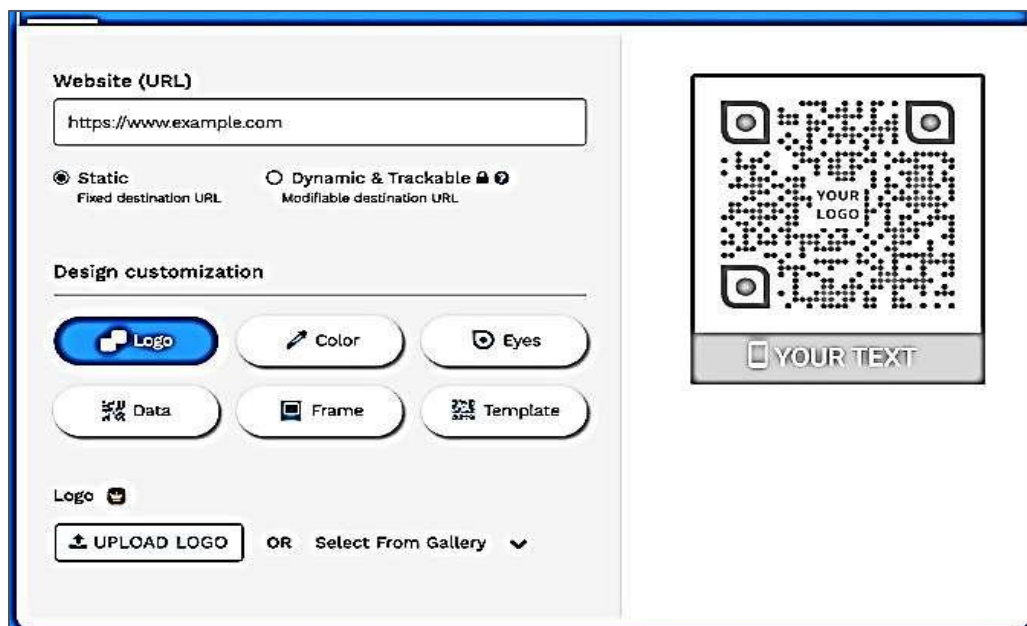 Website (URL)
https://www.example.com
Static
Fixed destination URL
Dynamic & Trackable
Modifiable destination URL
Design customization
Logo
Color
Eyes
Data
Frame
Template
Logo
UPLOAD LOGO
OR
Select From Gallery
YOUR
LOGO
YOUR TEXT